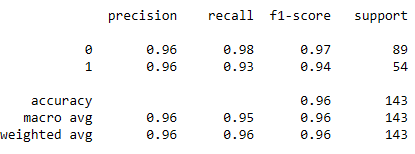 precision recall f1-score support
0 0.96 0.98 0.97 89
1 0.96 0.93 0.94 54
accuracy 0.96 143
macro avg 0.96 0.95 0.96 143
weighted avg 0.96 0.96 0.96 143